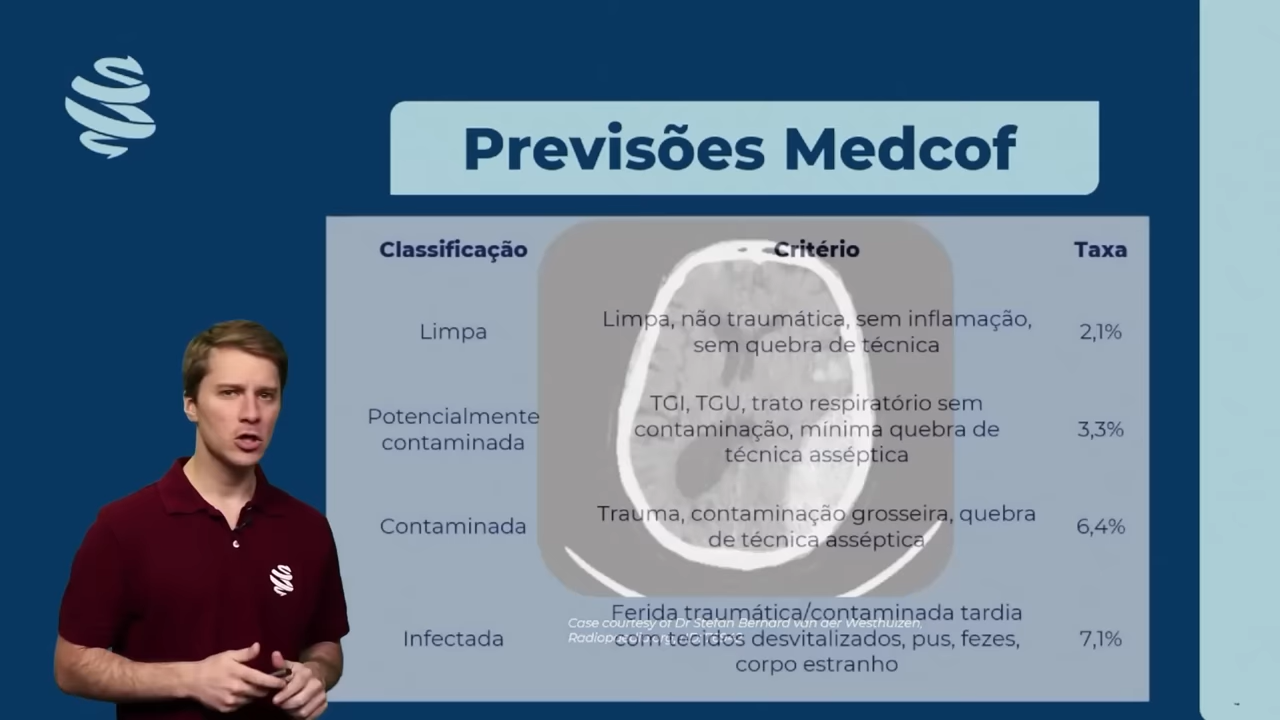 Previsões Medcof
Classificação
Critério
Taxa
Limpa
Limpa, não traumática, sem inflamação,
sem quebra de técnica
2,1%
Potencialmente
contaminada
TGI, TGU, trato respiratório sem
contaminação, mínima quebra de
técnica asséptica
3,3%
Contaminada
Trauma, contaminação grosseira, quebra
de técnica asséptica
6,4%
Infectada
Ferida traumática/contaminada tardia
com tecidos desvitalizados, pus, fezes,
corpo estranho
7,1%
Case courtesy of Dr Stefan Bernard van der Westhuizen,